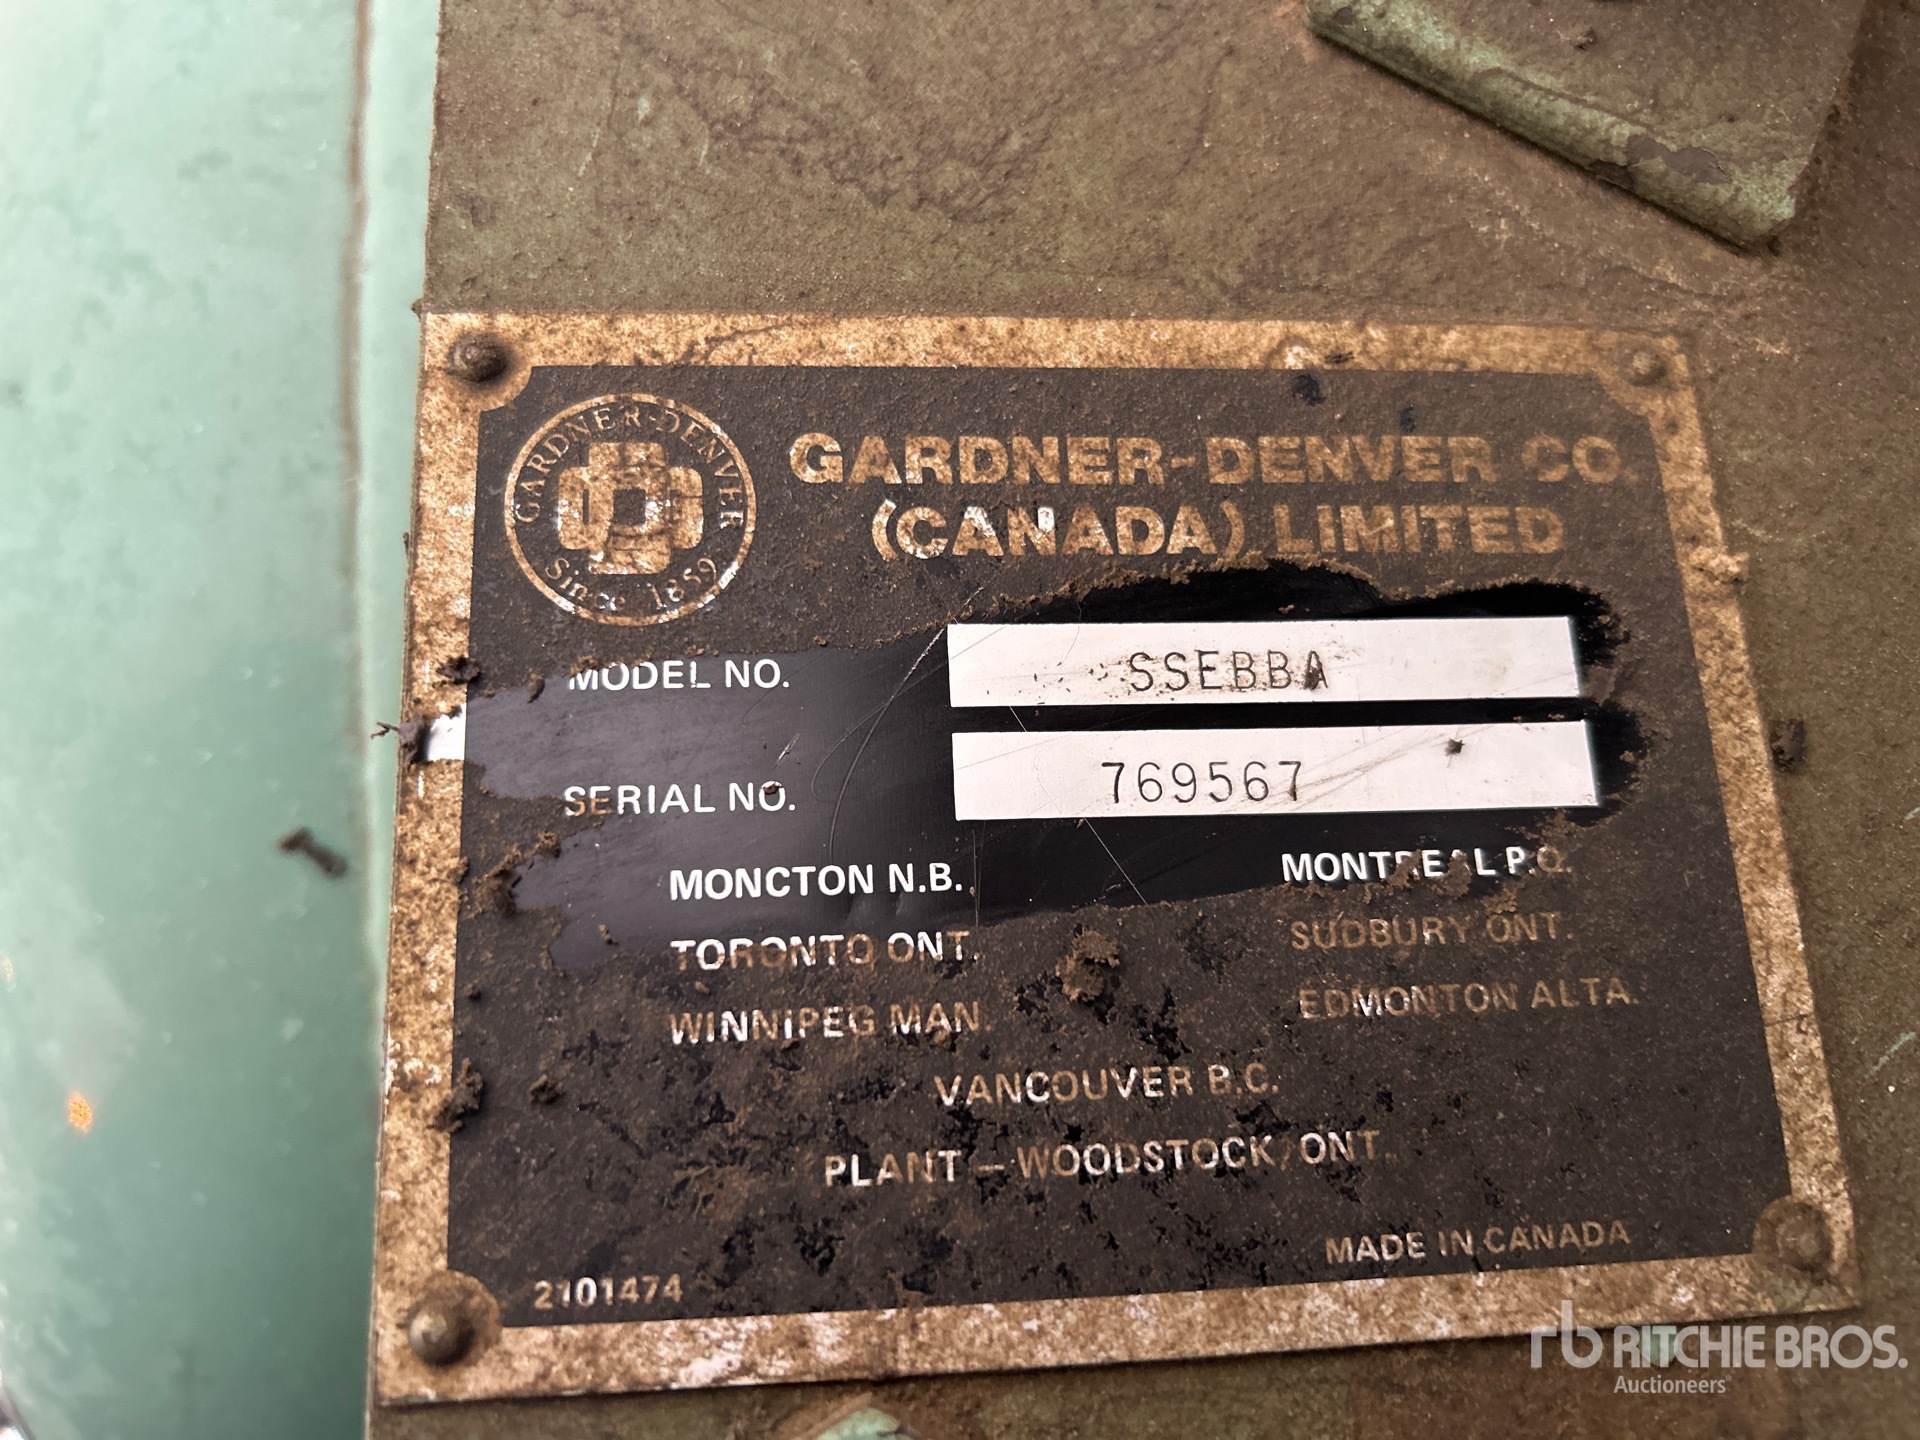 GARDNER-DENVER
Since 1859
GARDNER-DENVER CO.
(CANADA) LIMITED
MODEL NO. SSEBBA
SERIAL NO. 769567
MONCTON N.B. MONTREAL P.Q.
TORONTO ONT. SUDBURY ONT.
WINNIPEG MAN. EDMONTON ALTA.
VANCOUVER B.C.
PLANT – WOODSTOCK, ONT.
MADE IN CANADA
2101474
rb RITCHIE BROS.
Auctioneers